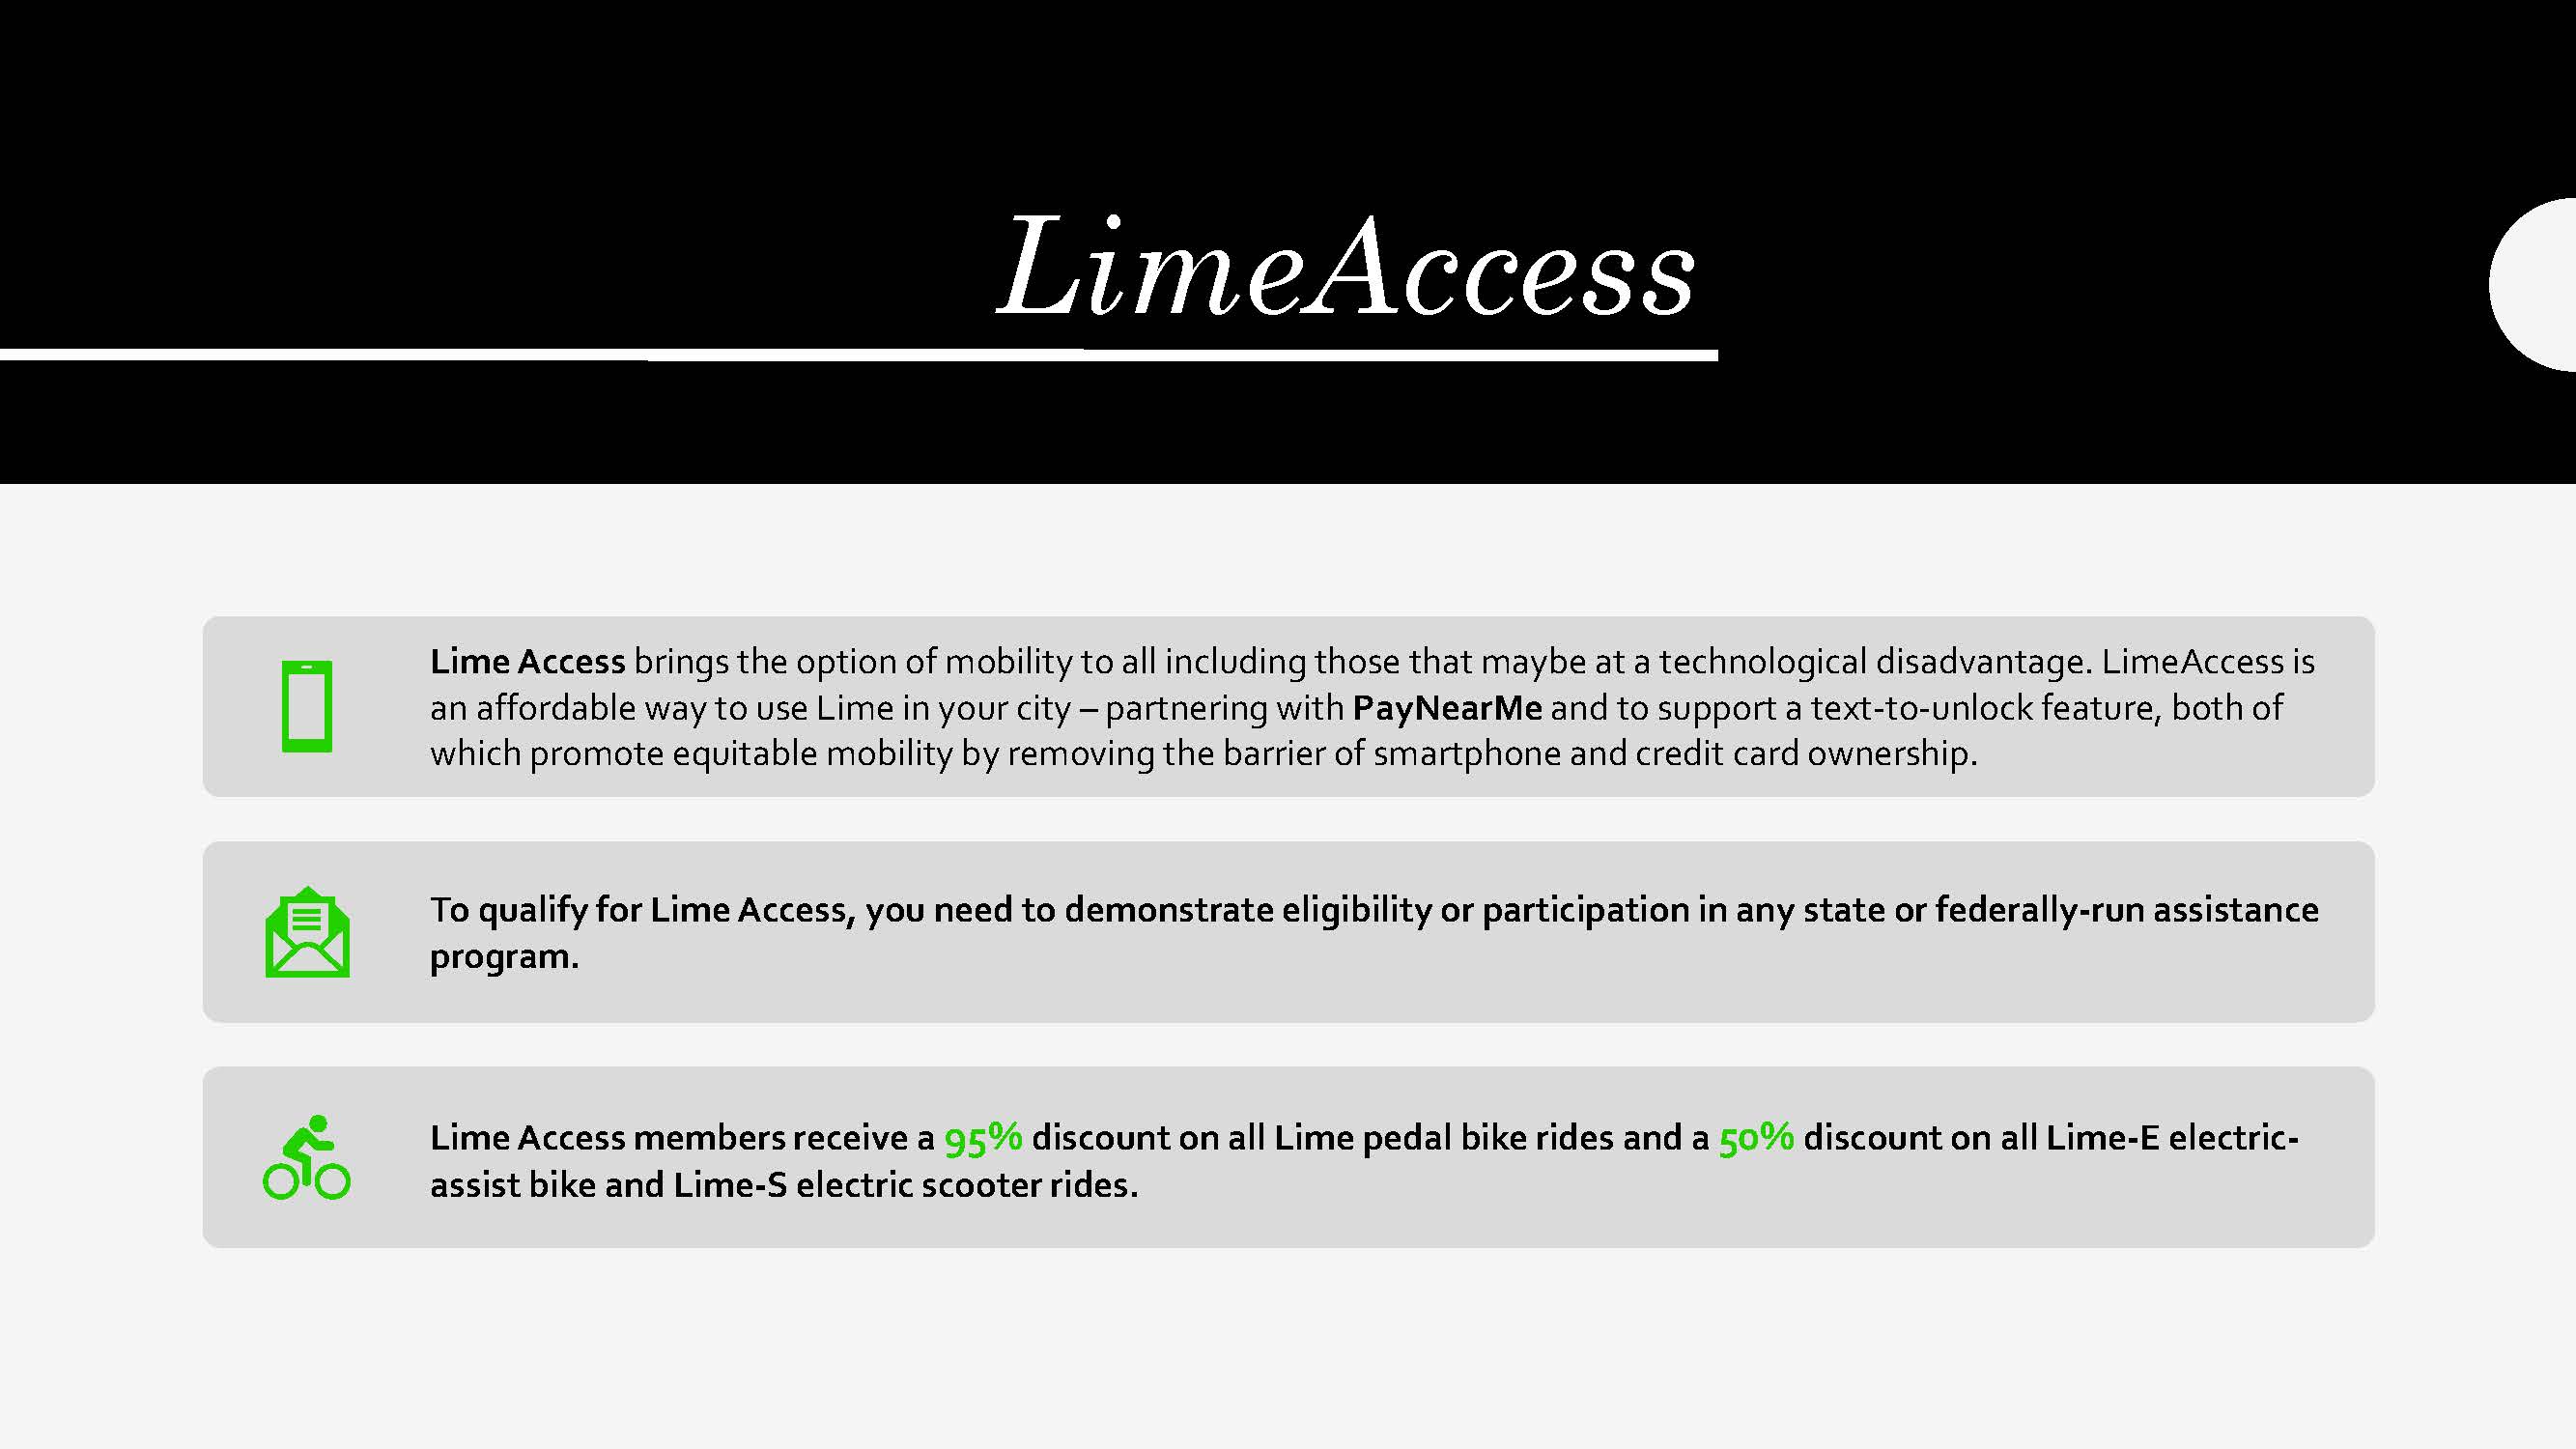 LimeAccess
Lime Access brings the option of mobility to all including those that maybe at a technological disadvantage. LimeAccess is
an affordable way to use Lime in your city – partnering with PayNearMe and to support a text-to-unlock feature, both of
which promote equitable mobility by removing the barrier of smartphone and credit card ownership.
To qualify for Lime Access, you need to demonstrate eligibility or participation in any state or federally-run assistance
program.
Lime Access members receive a 95% discount on all Lime pedal bike rides and a 50% discount on all Lime-E electric-
assist bike and Lime-S electric scooter rides.